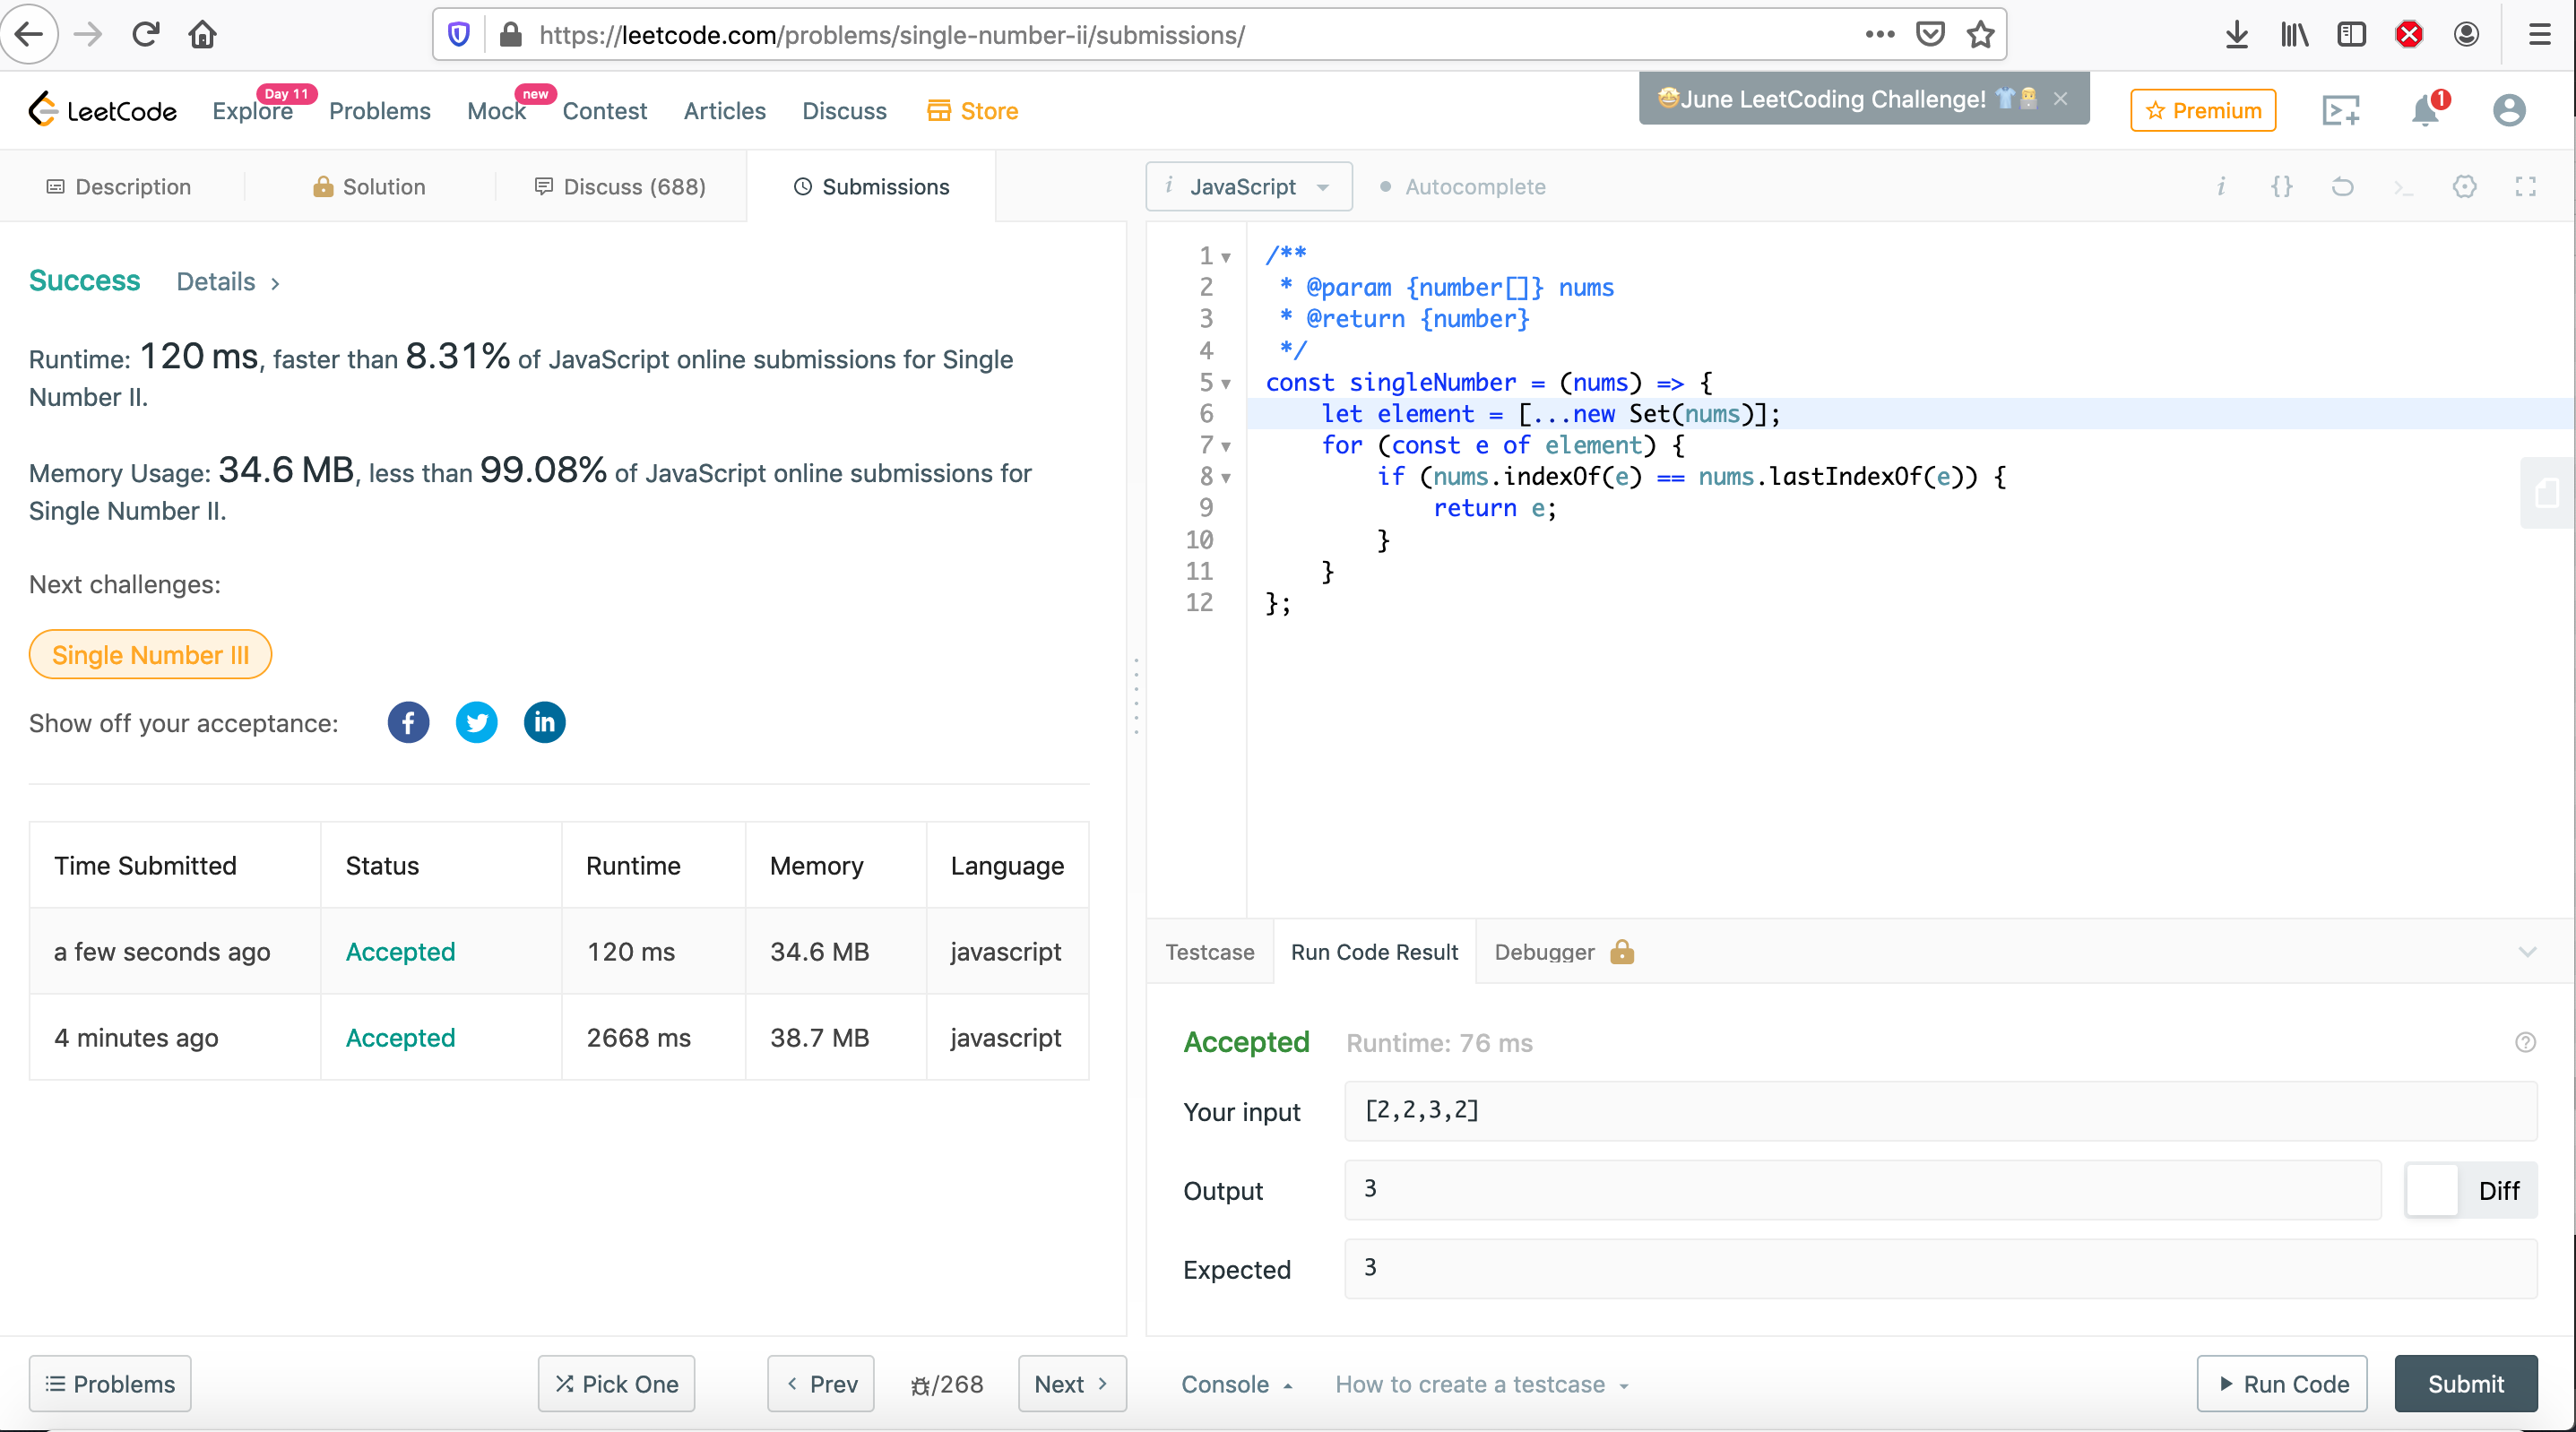 https://leetcode.com/problems/single-number-ii/submissions/
LeetCode
Explore
Day 11
Problems
Mock
new
Contest
Articles
Discuss
Store
June LeetCoding Challenge!
Premium
1
Description
Solution
Discuss (688)
Submissions
i JavaScript
Autocomplete
Success Details >
Runtime: 120 ms, faster than 8.31% of JavaScript online submissions for Single
Number II.
Memory Usage: 34.6 MB, less than 99.08% of JavaScript online submissions for
Single Number II.
Next challenges:
Single Number III
Show off your acceptance:
Time Submitted Status Runtime Memory Language
a few seconds ago Accepted 120 ms 34.6 MB javascript
4 minutes ago Accepted 2668 ms 38.7 MB javascript
1 /**
2  * @param {number[]} nums
3  * @return {number}
4  */
5 const singleNumber = (nums) => {
6     let element = [...new Set(nums)];
7     for (const e of element) {
8         if (nums.indexOf(e) == nums.lastIndexOf(e)) {
9             return e;
10         }
11     }
12 };
Testcase
Run Code Result
Debugger
Accepted Runtime: 76 ms
Your input [2,2,3,2]
Output 3
Diff
Expected 3
Problems
Pick One
< Prev
/268
Next >
Console
How to create a testcase
Run Code
Submit